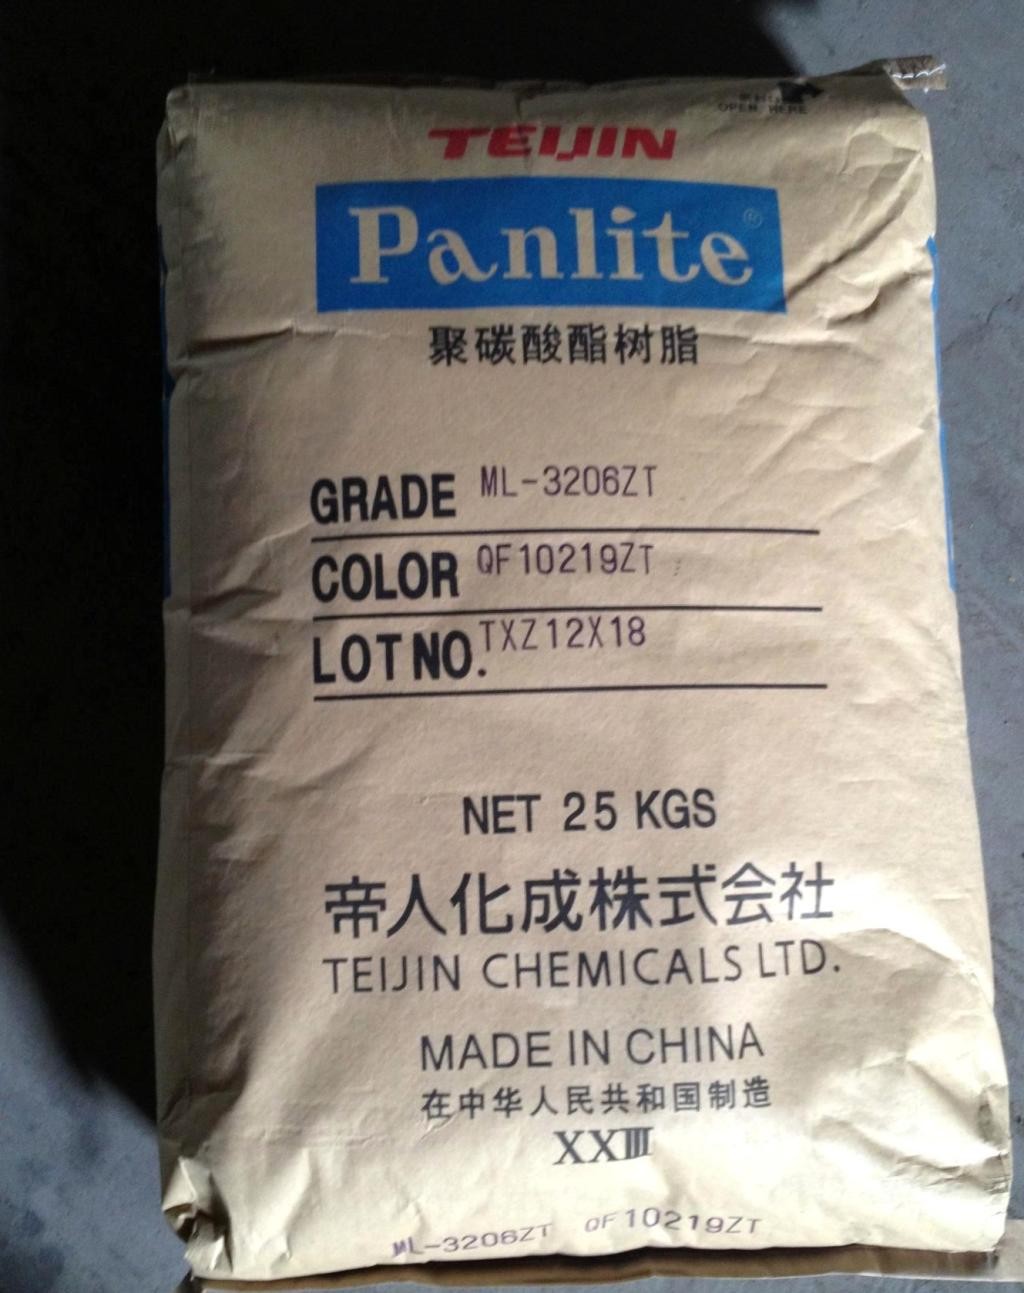 OPEN HERE
TEIJIN
Panlite®
聚碳酸酯树脂
GRADE ML-3206ZT
COLOR QF10219ZT
LOT NO. TXZ12X18
NET 25 KGS
帝人化成株式会社
TEIJIN CHEMICALS LTD.
MADE IN CHINA
在中华人民共和国制造
XXIII
ML-3206ZT QF10219ZT